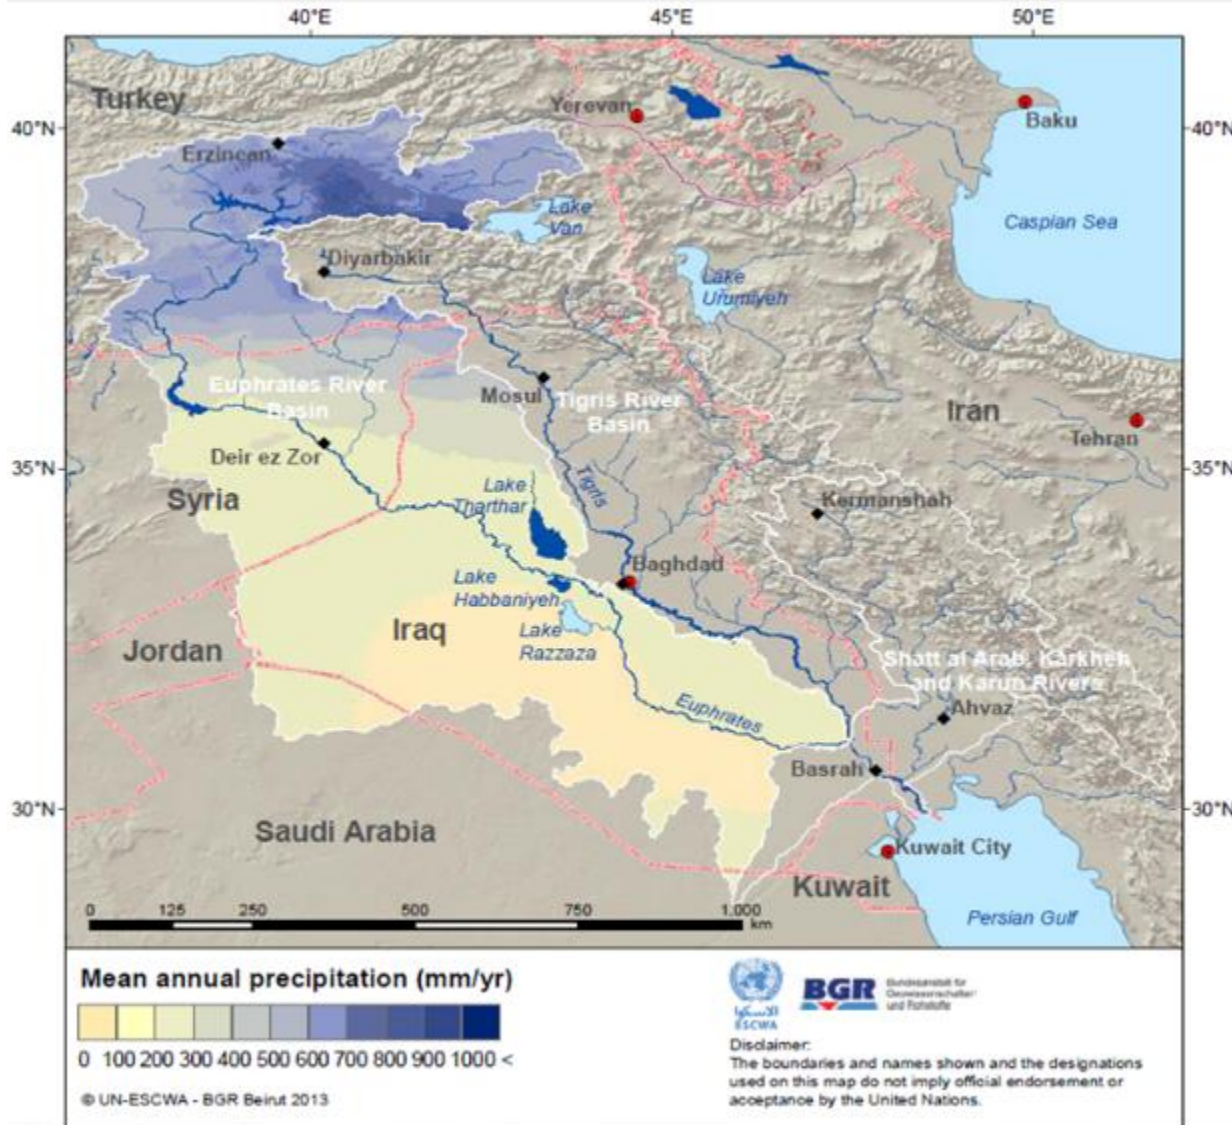 40°E 45°E 50°E
Turkey
Yerevan
Baku
40°N 40°N
Erzincan
Lake
Van
Caspian Sea
Diyarbakir
Lake
Urumiyeh
Euphrates River
Basin
Mosul
Tigris River
Basin
Iran
Tehran
Deir ez Zor
35°N 35°N
Syria
Lake
Tharthar
Tigris
Kermanshah
Baghdad
Lake
Habbaniyeh
Iraq
Lake
Razzaza
Jordan
Shatt al Arab, Karkheh
and Karun Rivers
Euphrates
Ahvaz
Basrah
30°N 30°N
Saudi Arabia
Kuwait City
Kuwait
Persian Gulf
0 125 250 500 750 1.000
km
Mean annual precipitation (mm/yr)
0 100 200 300 400 500 600 700 800 900 1000 <
© UN-ESCWA - BGR Beirut 2013
الإسكوا
ESCWA
BGR
Bundesanstalt für
Geowissenschaften
und Rohstoffe
Disclaimer:
The boundaries and names shown and the designations
used on this map do not imply official endorsement or
acceptance by the United Nations.